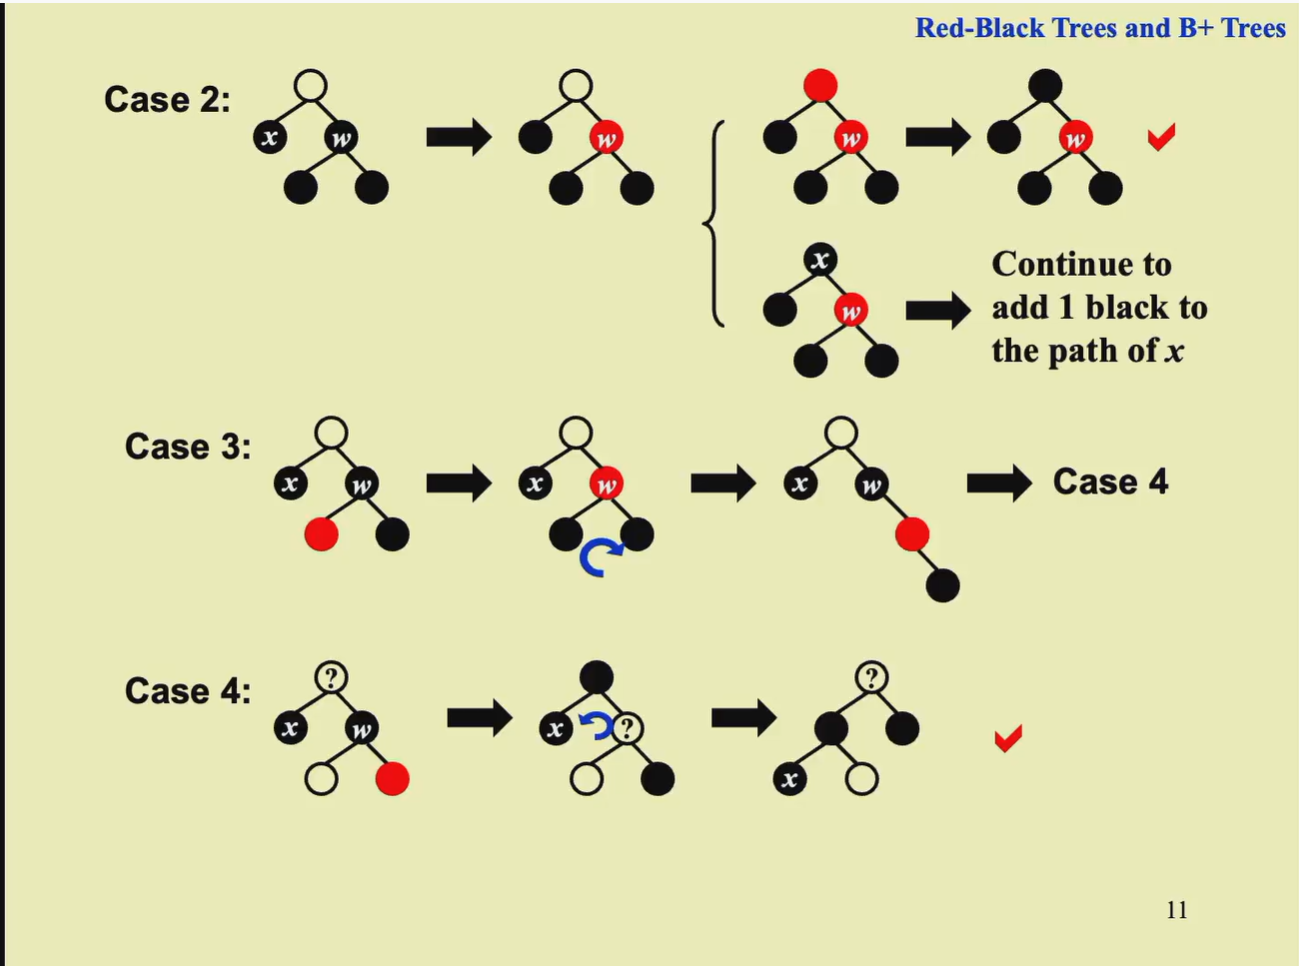 Red-Black Trees and B+ Trees
Case 2:
x w
w
w
w
x
w
Continue to
add 1 black to
the path of x
Case 3:
x w
x w
x w
Case 4
Case 4:
?
x w
x ?
?
x
11